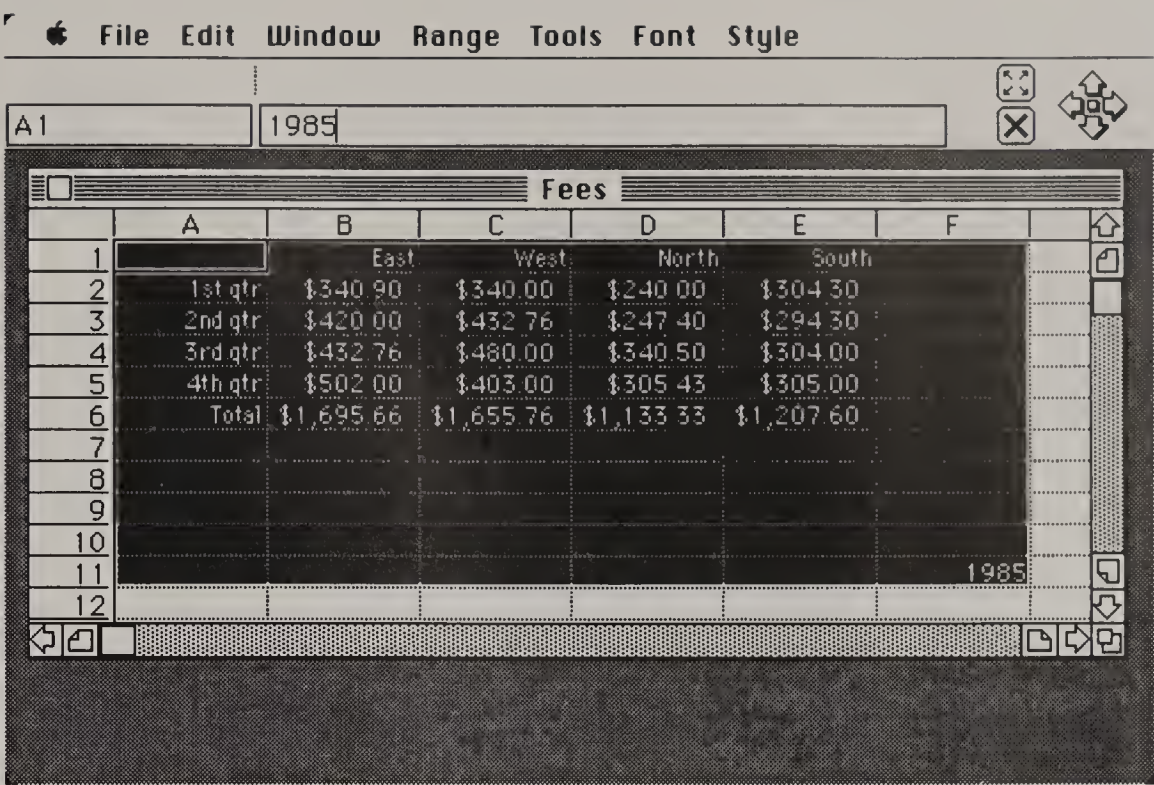 File Edit Window Range Tools Font Style
A1 1985
Fees
A B C D E F
1 East West North South
2 1st qtr $340.90 $340.00 $240.00 $304.30
3 2nd qtr $420.00 $432.76 $247.40 $294.30
4 3rd qtr $432.76 $480.00 $340.50 $304.00
5 4th qtr $502.00 $403.00 $305.43 $305.00
6 Total $1,695.66 $1,655.76 $1,133.33 $1,207.60
7
8
9
10
11 1985
12